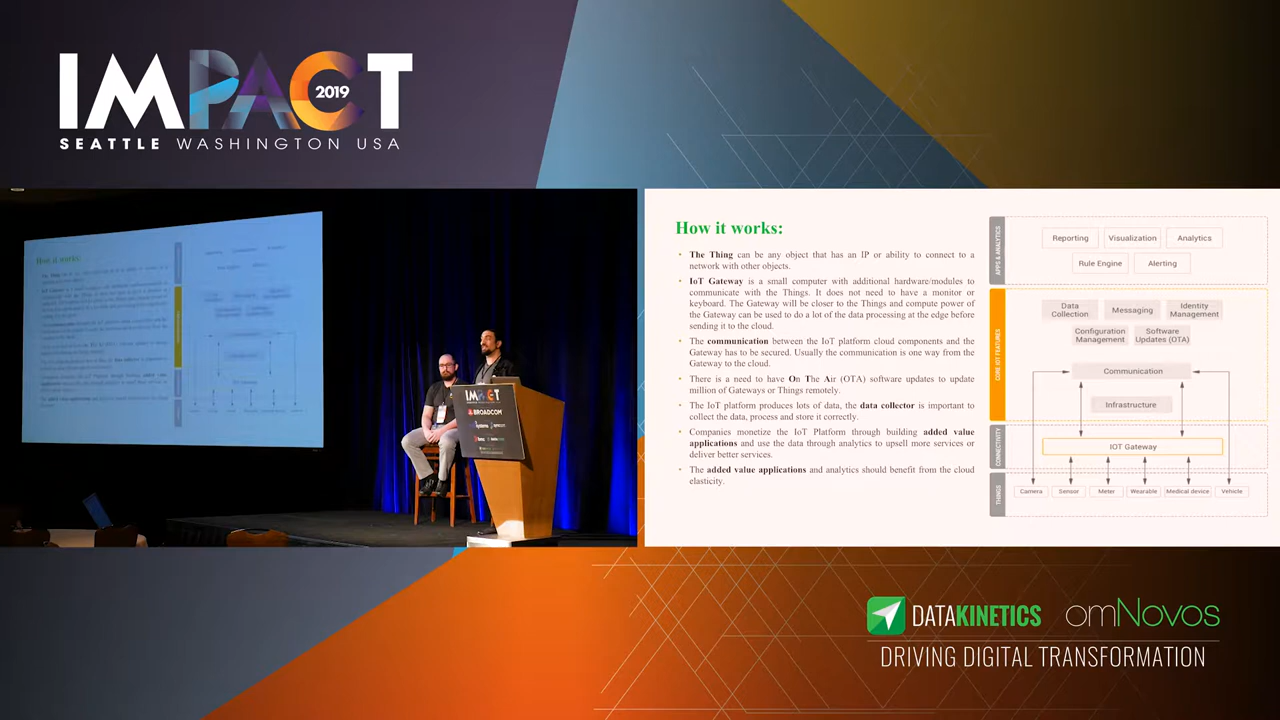 IMPACT
2019
SEATTLE WASHINGTON USA
How it works:
IMPACT
BROADCOM
How it works:
• The Thing can be any object that has an IP or ability to connect to a
network with other objects.
• IoT Gateway is a small computer with additional hardware/modules to
communicate with the Things. It does not need to have a monitor or
keyboard. The Gateway will be closer to the Things and compute power of
the Gateway can be used to do a lot of the data processing at the edge before
sending it to the cloud.
• The communication between the IoT platform cloud components and the
Gateway has to be secured. Usually the communication is one way from the
Gateway to the cloud.
• There is a need to have On The Air (OTA) software updates to update
million of Gateways or Things remotely.
• The IoT platform produces lots of data, the data collector is important to
collect the data, process and store it correctly.
• Companies monetize the IoT Platform through building added value
applications and use the data through analytics to upsell more services or
deliver better services.
• The added value applications and analytics should benefit from the cloud
elasticity.
APPS & ANALYTICS
Reporting
Visualization
Analytics
Rule Engine
Alerting
CORE IOT FEATURES
Data
Collection
Messaging
Identity
Management
Configuration
Management
Software
Updates (OTA)
Communication
Infrastructure
CONNECTIVITY
IOT Gateway
THINGS
Camera
Sensor
Meter
Wearable
Medical device
Vehicle
DATAKINETICS
omNovos
DRIVING DIGITAL TRANSFORMATION